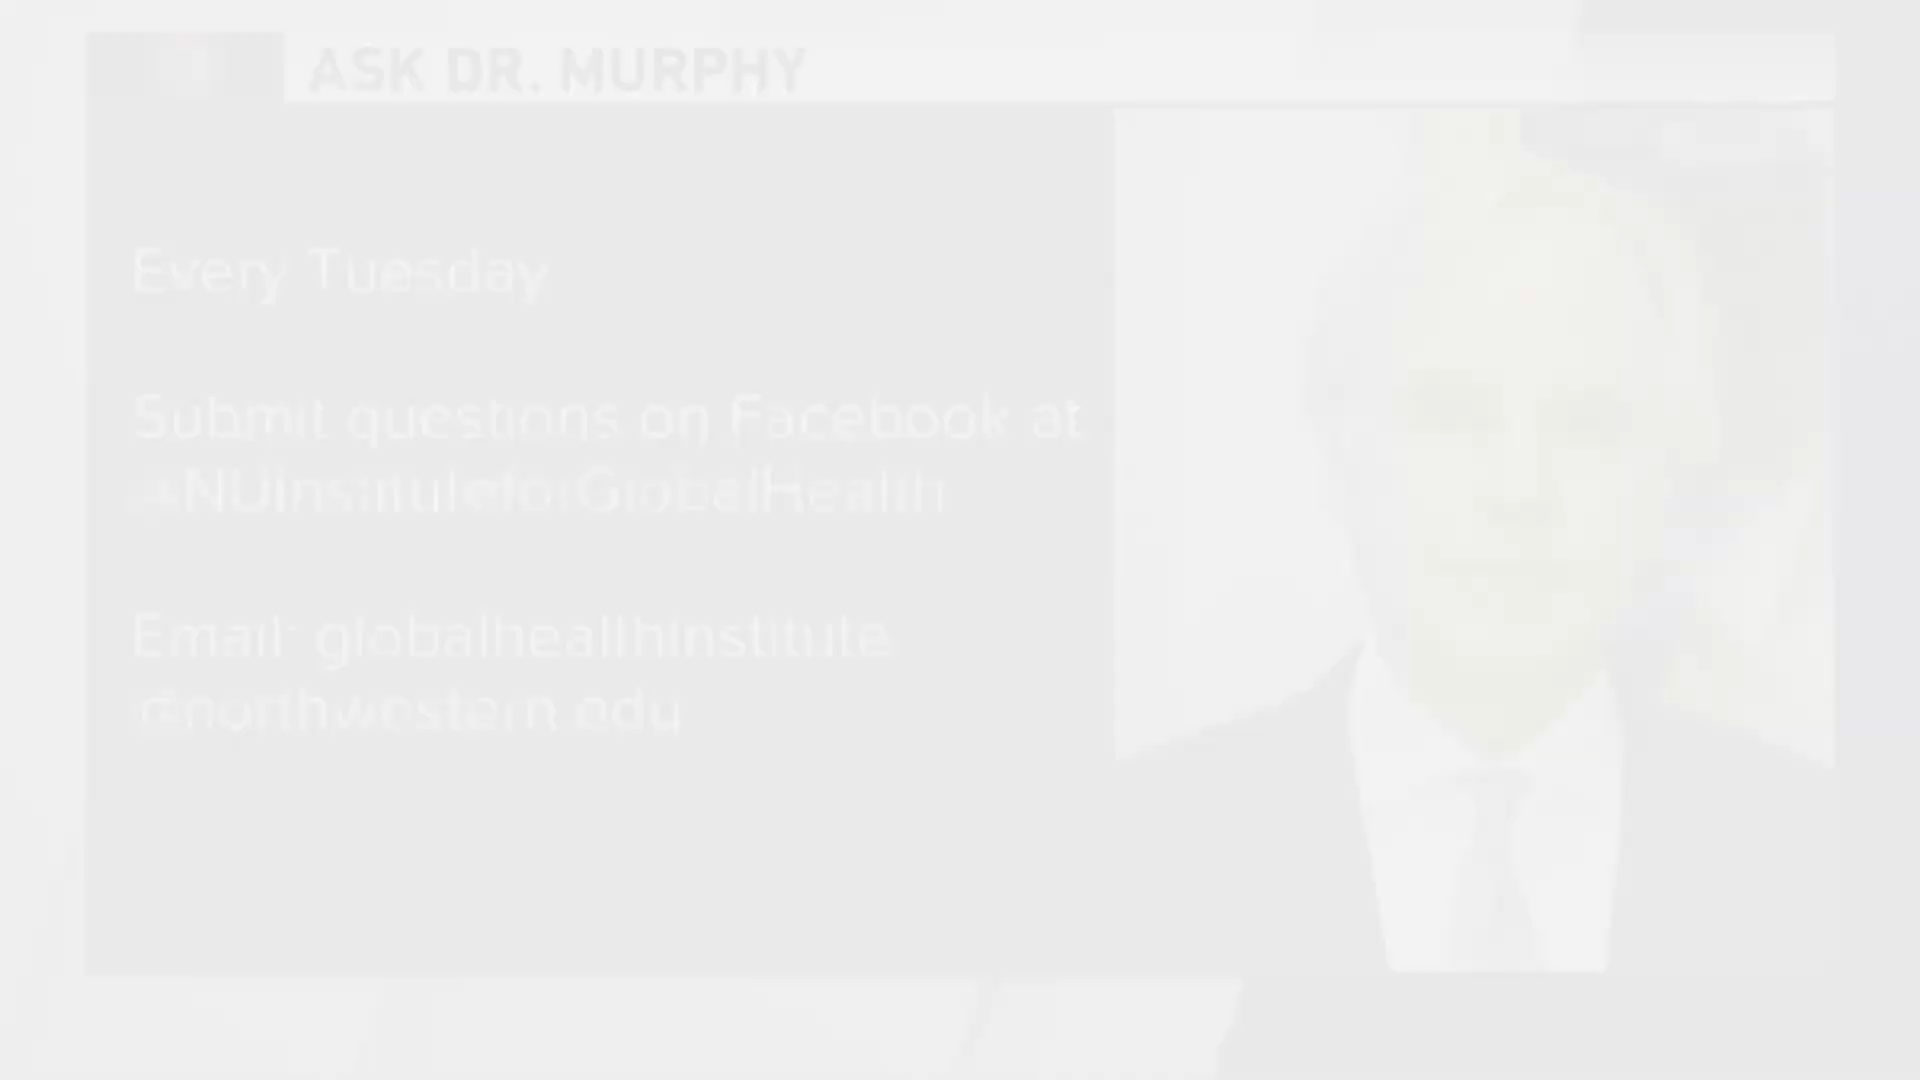 ASK DR. MURPHY
Every Tuesday
Submit questions on Facebook at
@NUInstituteforGlobalHealth
Email: globalhealthinstitute
@northwestern.edu